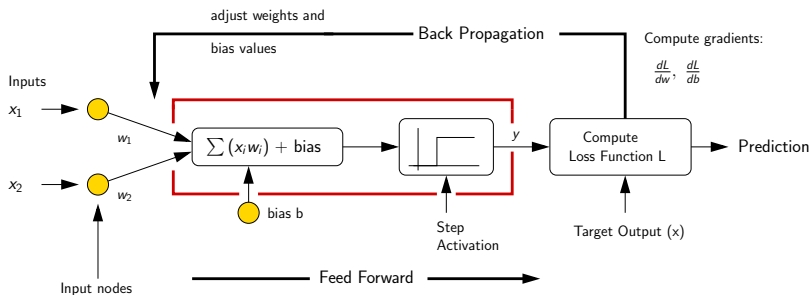 adjust weights and
bias values
Back Propagation
Compute gradients:
dL/dw, dL/db
Inputs
x1
x2
w1
w2
∑ (xiwi) + bias
y
Compute
Loss Function L
Prediction
bias b
Step
Activation
Target Output (x)
Input nodes
Feed Forward